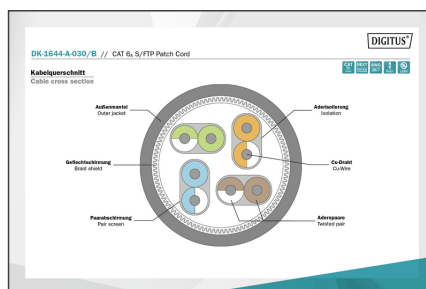 DIGITUS®
DK-1644-A-030/B // CAT 6A S/FTP Patch Cord
Kabelquerschnitt
Cable cross section
Außenmantel
Outer jacket
Aderisolierung
Isolation
Geflechtschirmung
Braid shield
Cu-Draht
Cu-Wire
Paarabschirmung
Pair screen
Adernpaare
Twisted pair